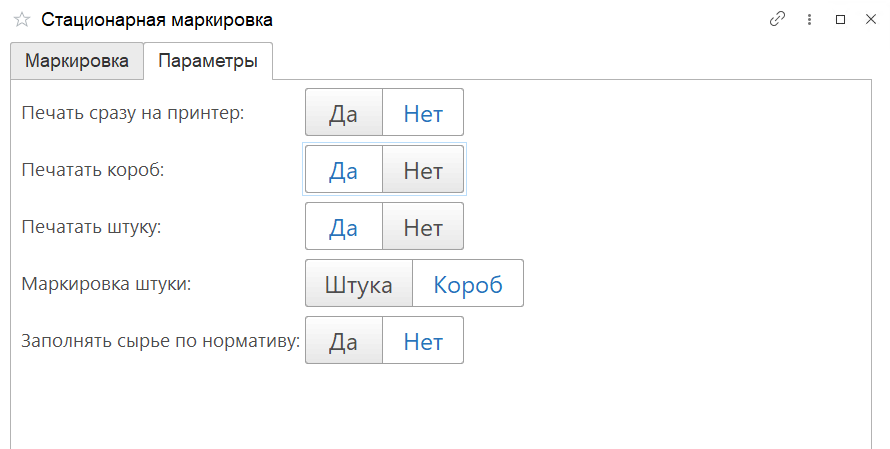 Стационарная маркировка
Маркировка Параметры
Печать сразу на принтер: Да Нет
Печатать короб: Да Нет
Печатать штуку: Да Нет
Маркировка штуки: Штука Короб
Заполнять сырье по нормативу: Да Нет